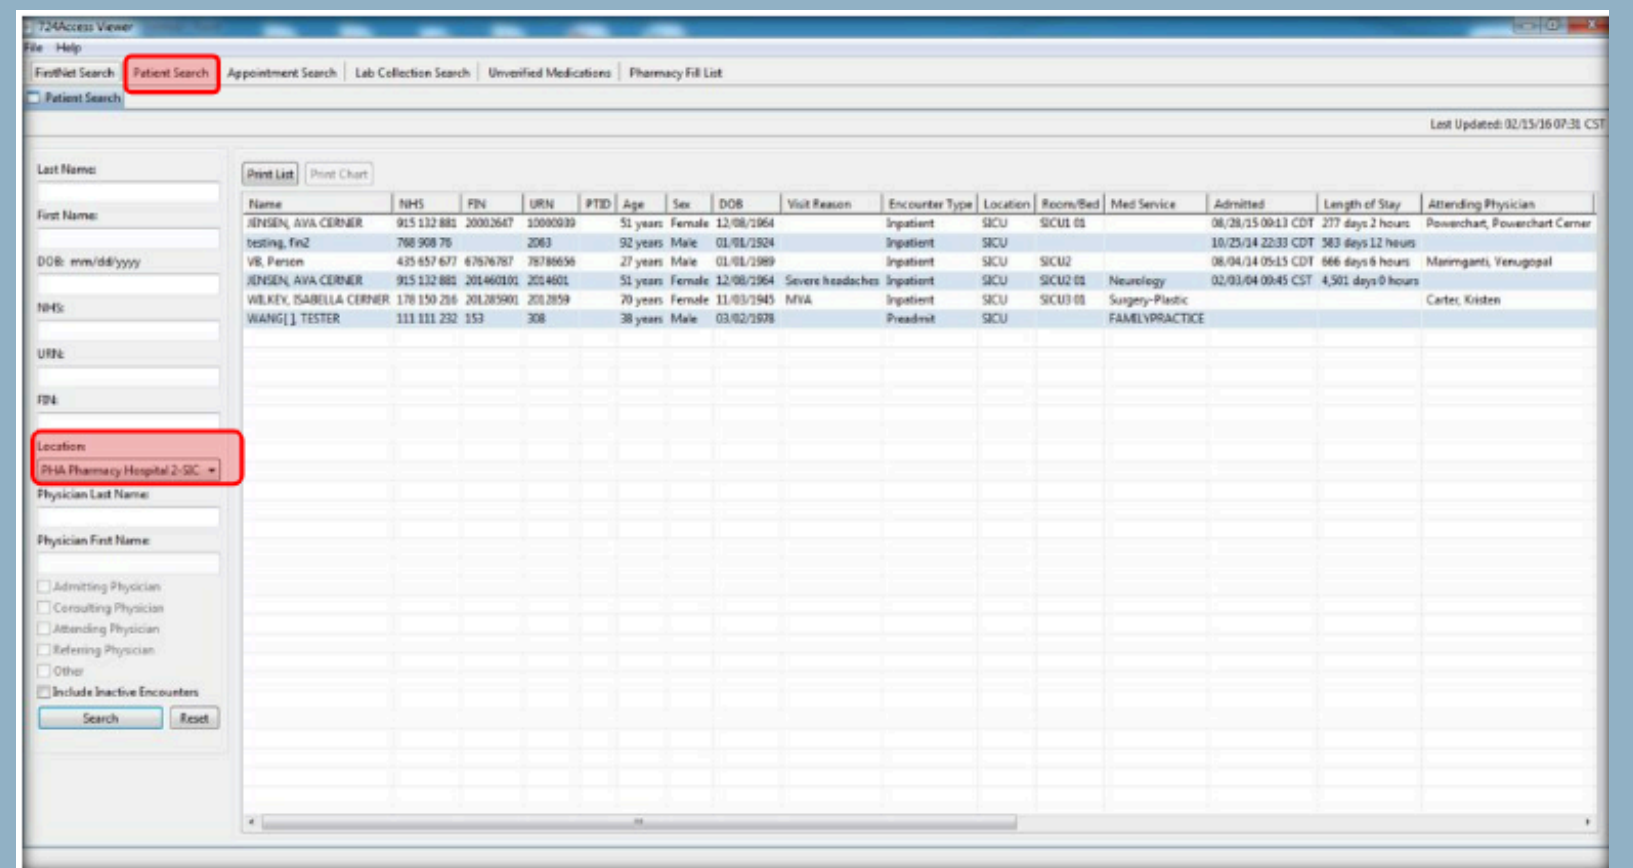 724Access Viewer
File Help
FirstNet Search Patient Search Appointment Search Lab Collection Search Unverified Medications Pharmacy Fill List
Patient Search
Last Updated: 02/15/16 07:31 CST
Last Name:
First Name:
DOB: mm/dd/yyyy
NHS:
URN:
FIN:
Location:
PHA Pharmacy Hospital 2-SIC
Physician Last Name:
Physician First Name:
Admitting Physician
Consulting Physician
Attending Physician
Referring Physician
Other
Include Inactive Encounters
Search Reset
Print List Print Chart
Name NHS FIN URN PTID Age Sex DOB Visit Reason Encounter Type Location Room/Bed Med Service Admitted Length of Stay Attending Physician
JENSEN, AVA CERNER 915 132 881 20002647 10000939 51 years Female 12/08/1964 Inpatient SICU SICU1 01 08/28/15 09:13 CDT 277 days 2 hours Powerchart, Powerchart Cerner
testing, fin2 768 908 76 2063 92 years Male 01/01/1924 Inpatient SICU 10/25/14 22:33 CDT 583 days 12 hours
VB, Person 435 657 677 67676787 78786656 27 years Male 01/01/1989 Inpatient SICU SICU2 08/04/14 05:15 CDT 666 days 6 hours Marimganti, Venugopal
JENSEN, AVA CERNER 915 132 881 201460101 2014601 51 years Female 12/08/1964 Severe headaches Inpatient SICU SICU2 01 Neurology 02/03/04 09:45 CST 4,501 days 0 hours
WILKEY, ISABELLA CERNER 178 150 216 201285901 2012859 70 years Female 11/03/1945 MVA Inpatient SICU SICU3 01 Surgery-Plastic Carter, Kristen
WANG[ ], TESTER 111 111 232 153 308 38 years Male 03/02/1978 Preadmit SICU FAMILYPRACTICE